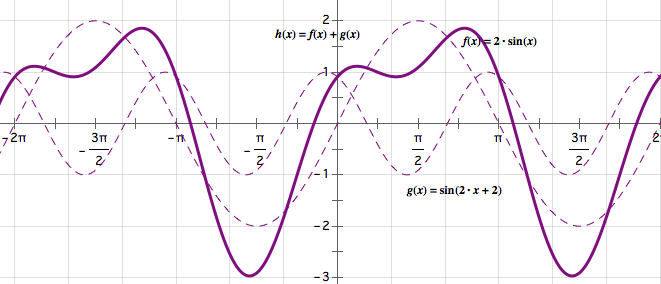 2
h(x) = f(x) + g(x)
f(x) = 2 · sin(x)
1
-2π
- 3π/2
-π
- π/2
π/2
π
3π/2
2
-1
g(x) = sin(2 · x + 2)
-2
-3